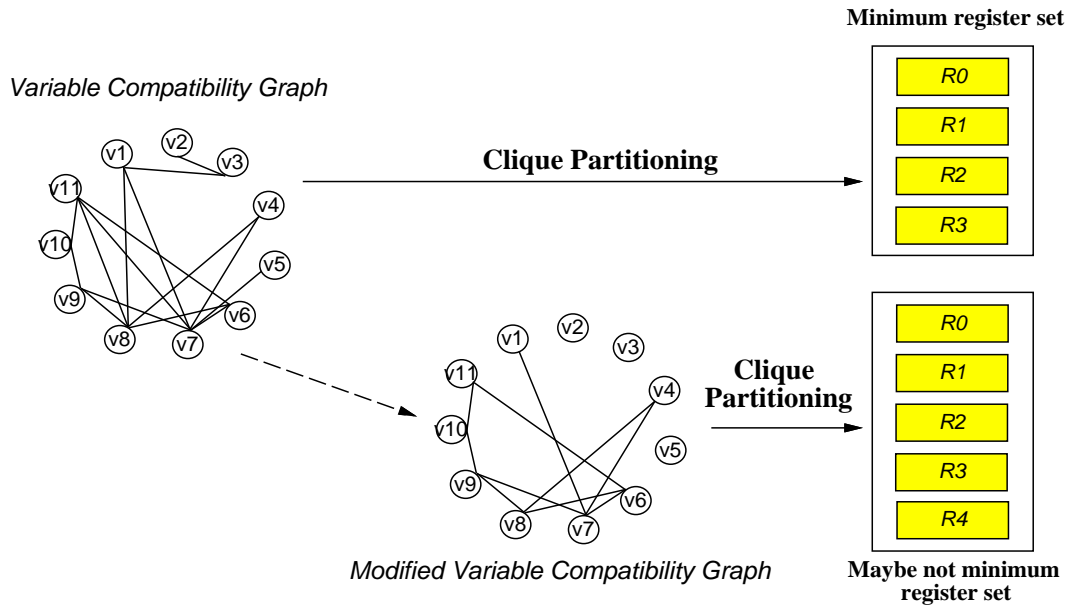 Minimum register set
R0
R1
R2
R3
Variable Compatibility Graph
v1
v2
v3
v4
v5
v6
v7
v8
v9
v10
v11
Clique Partitioning
v1
v2
v3
v4
v5
v6
v7
v8
v9
v10
v11
Modified Variable Compatibility Graph
Clique
Partitioning
R0
R1
R2
R3
R4
Maybe not minimum
register set